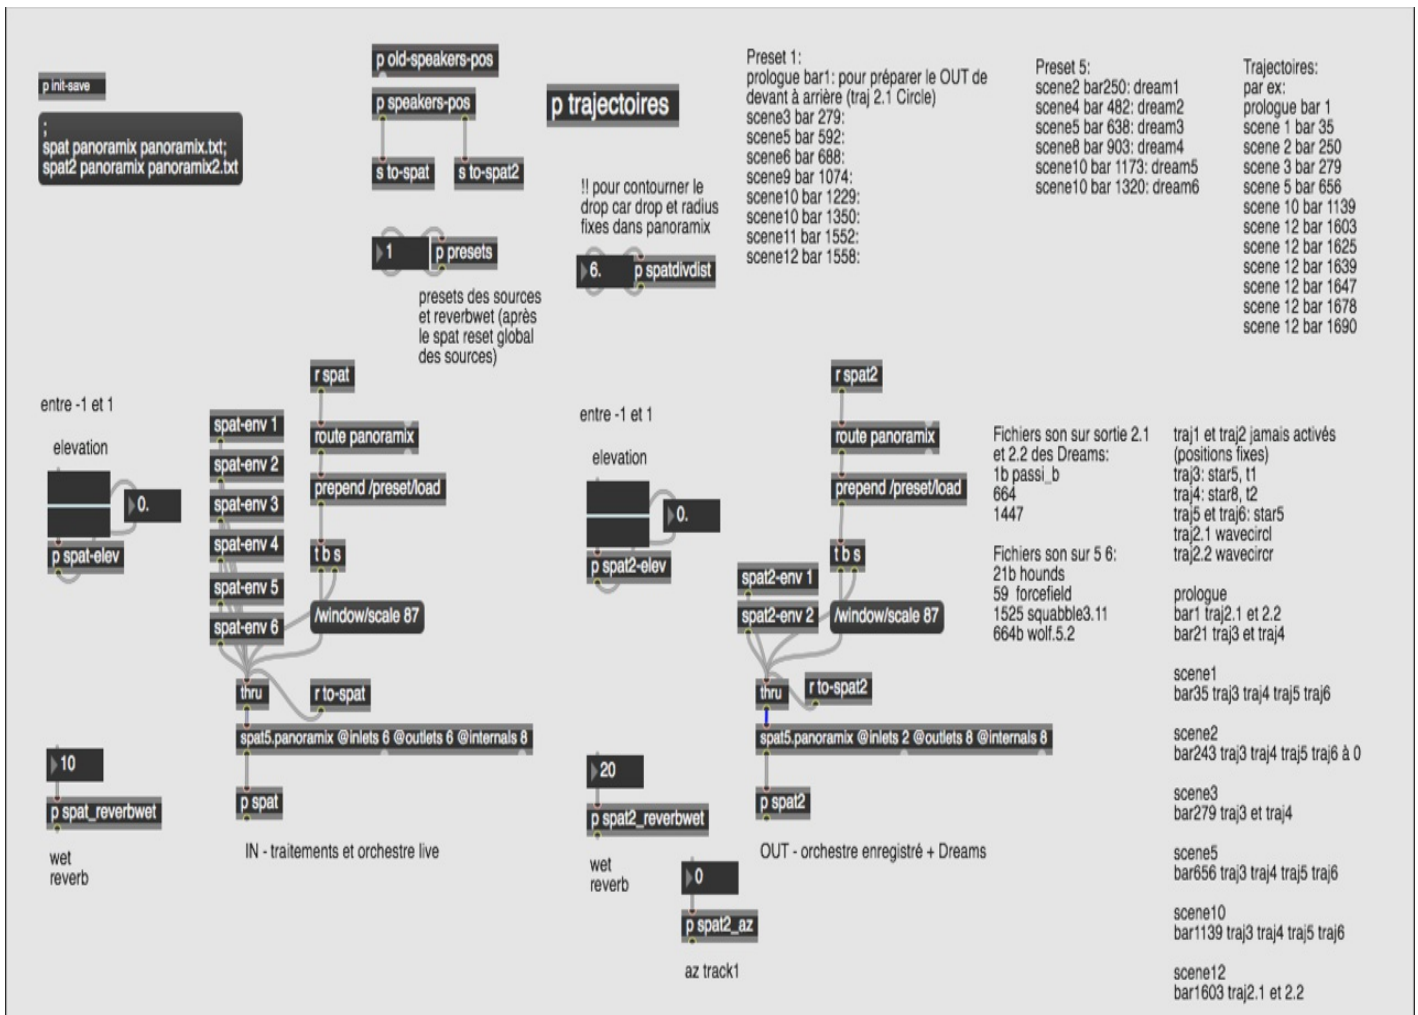 p init-save
;
spat panoramix panoramix.txt;
spat2 panoramix panoramix2.txt
p old-speakers-pos
p speakers-pos
s to-spat
s to-spat2
1
p presets
presets des sources
et reverbwet (après
le spat reset global
des sources)
p trajectoires
!! pour contourner le
drop car drop et radius
fixes dans panoramix
6.
p spatdivdist
Preset 1:
prologue bar1: pour préparer le OUT de
devant à arrière (traj 2.1 Circle)
scene3 bar 279:
scene5 bar 592:
scene6 bar 688:
scene9 bar 1074:
scene10 bar 1229:
scene10 bar 1350:
scene11 bar 1552:
scene12 bar 1558:
Preset 5:
scene2 bar250: dream1
scene4 bar 482: dream2
scene5 bar 638: dream3
scene8 bar 903: dream4
scene10 bar 1173: dream5
scene10 bar 1320: dream6
Trajectoires:
par ex:
prologue bar 1
scene 1 bar 35
scene 2 bar 250
scene 3 bar 279
scene 5 bar 656
scene 10 bar 1139
scene 12 bar 1603
scene 12 bar 1625
scene 12 bar 1639
scene 12 bar 1647
scene 12 bar 1678
scene 12 bar 1690
entre -1 et 1
elevation
0.
p spat-elev
spat-env 1
spat-env 2
spat-env 3
spat-env 4
spat-env 5
spat-env 6
r spat
route panoramix
prepend /preset/load
t b s
/window/scale 87
thru
r to-spat
spat5.panoramix @inlets 6 @outlets 6 @internals 8
p spat
10
p spat_reverbwet
wet
reverb
IN - traitements et orchestre live
entre -1 et 1
elevation
0.
p spat2-elev
spat2-env 1
spat2-env 2
r spat2
route panoramix
prepend /preset/load
t b s
/window/scale 87
thru
r to-spat2
spat5.panoramix @inlets 2 @outlets 8 @internals 8
p spat2
20
p spat2_reverbwet
wet
reverb
OUT - orchestre enregistré + Dreams
0
p spat2_az
az track1
Fichiers son sur sortie 2.1
et 2.2 des Dreams:
1b passi_b
664
1447
Fichiers son sur 5 6:
21b hounds
59  forcefield
1525 squabble3.11
664b wolf.5.2
traj1 et traj2 jamais activés
(positions fixes)
traj3: star5, t1
traj4: star8, t2
traj5 et traj6: star5
traj2.1 wavecircl
traj2.2 wavecircr
prologue
bar1 traj2.1 et 2.2
bar21 traj3 et traj4
scene1
bar35 traj3 traj4 traj5 traj6
scene2
bar243 traj3 traj4 traj5 traj6 à 0
scene3
bar279 traj3 et traj4
scene5
bar656 traj3 traj4 traj5 traj6
scene10
bar1139 traj3 traj4 traj5 traj6
scene12
bar1603 traj2.1 et 2.2